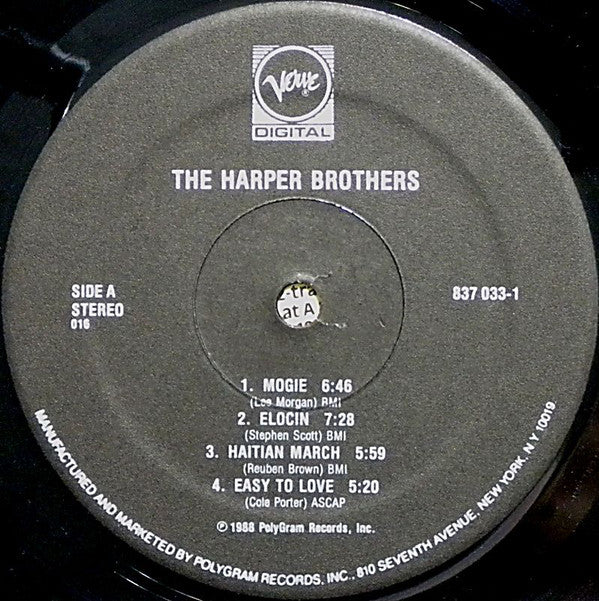 Verve
®
DIGITAL
THE HARPER BROTHERS
SIDE A
STEREO
016
837 033-1
at A
1. MOGIE 6:46
(Lee Morgan) BMI
2. ELOCIN 7:28
(Stephen Scott) BMI
3. HAITIAN MARCH 5:59
(Reuben Brown) BMI
4. EASY TO LOVE 5:20
(Cole Porter) ASCAP
℗ 1988 PolyGram Records, Inc.
MANUFACTURED AND MARKETED BY POLYGRAM RECORDS, INC., 810 SEVENTH AVENUE, NEW YORK, N Y 10019